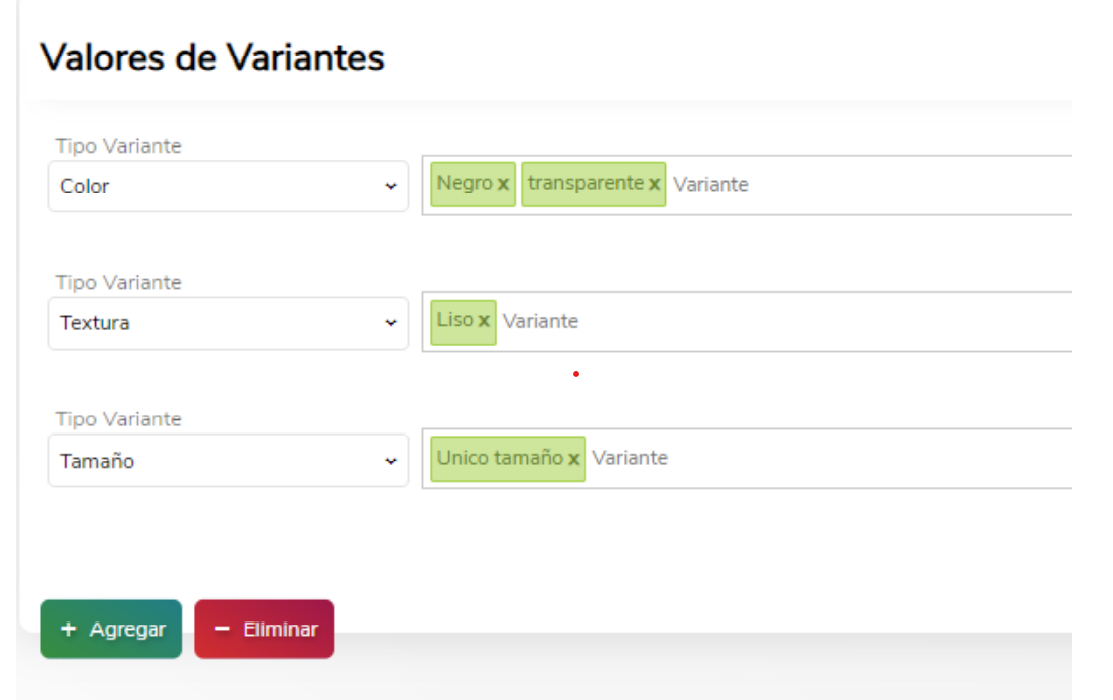 Valores de Variantes
Tipo Variante
Color
Negro x transparente x Variante
Tipo Variante
Textura
Liso x Variante
Tipo Variante
Tamaño
Unico tamaño x Variante
+ Agregar
− Eliminar